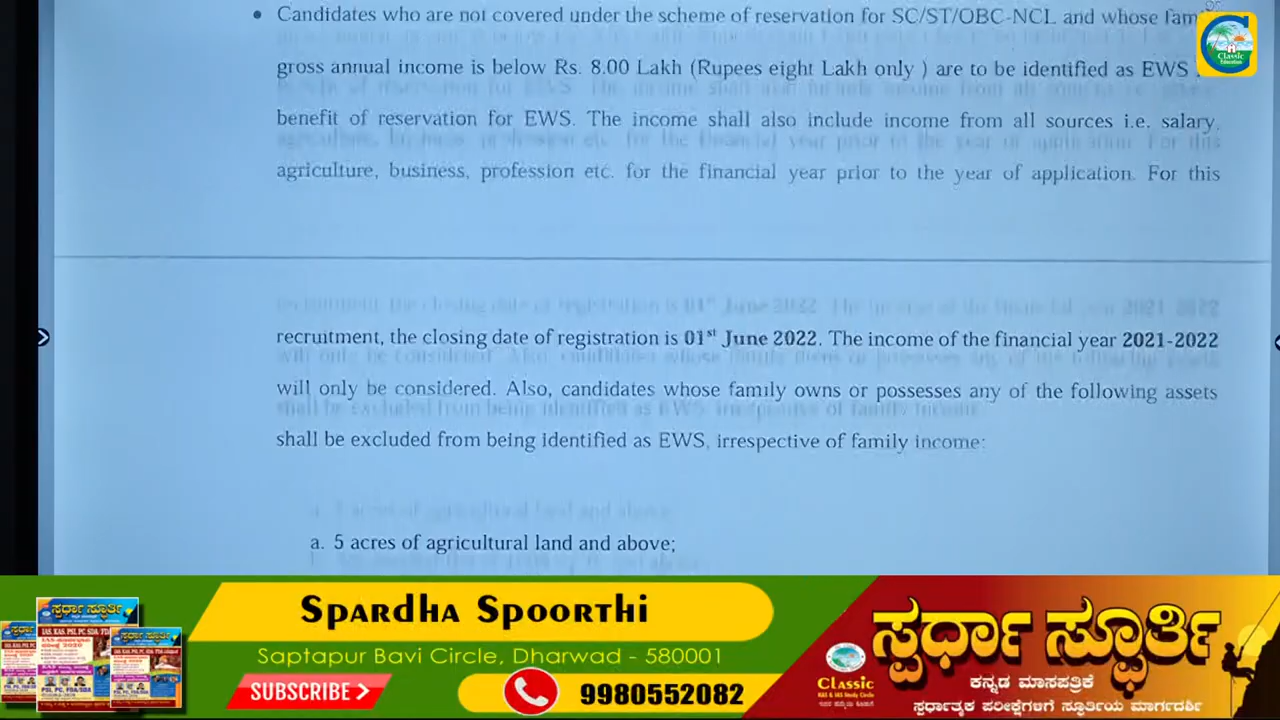 • Candidates who are not covered under the scheme of reservation for SC/ST/OBC-NCL and whose
gross annual income is below Rs. 8.00 Lakh (Rupees eight Lakh only ) are to be identified as EWS
benefit of reservation for EWS. The income shall also include income from all sources i.e. salary,
agriculture, business, profession etc. for the financial year prior to the year of application. For this
recruitment, the closing date of registration is 01st June 2022. The income of the financial year 2021-2022
will only be considered. Also, candidates whose family owns or possesses any of the following assets
shall be excluded from being identified as EWS, irrespective of family income:
a. 5 acres of agricultural land and above;
Classic
Education
Spardha Spoorthi
Saptapur Bavi Circle, Dharwad - 580001
SUBSCRIBE >
9980552082
ಸ್ಪರ್ಧಾ ಸ್ಫೂರ್ತಿ
ಕನ್ನಡ ಮಾಸಪತ್ರಿಕೆ
ಸ್ಪರ್ಧಾತ್ಮಕ ಪರೀಕ್ಷೆಗಳಿಗೆ ಸ್ಫೂರ್ತಿಯ ಮಾರ್ಗದರ್ಶಿ
Classic
KAS & IAS Study Circle
ಸ್ಪರ್ಧಾ ಸ್ಫೂರ್ತಿ